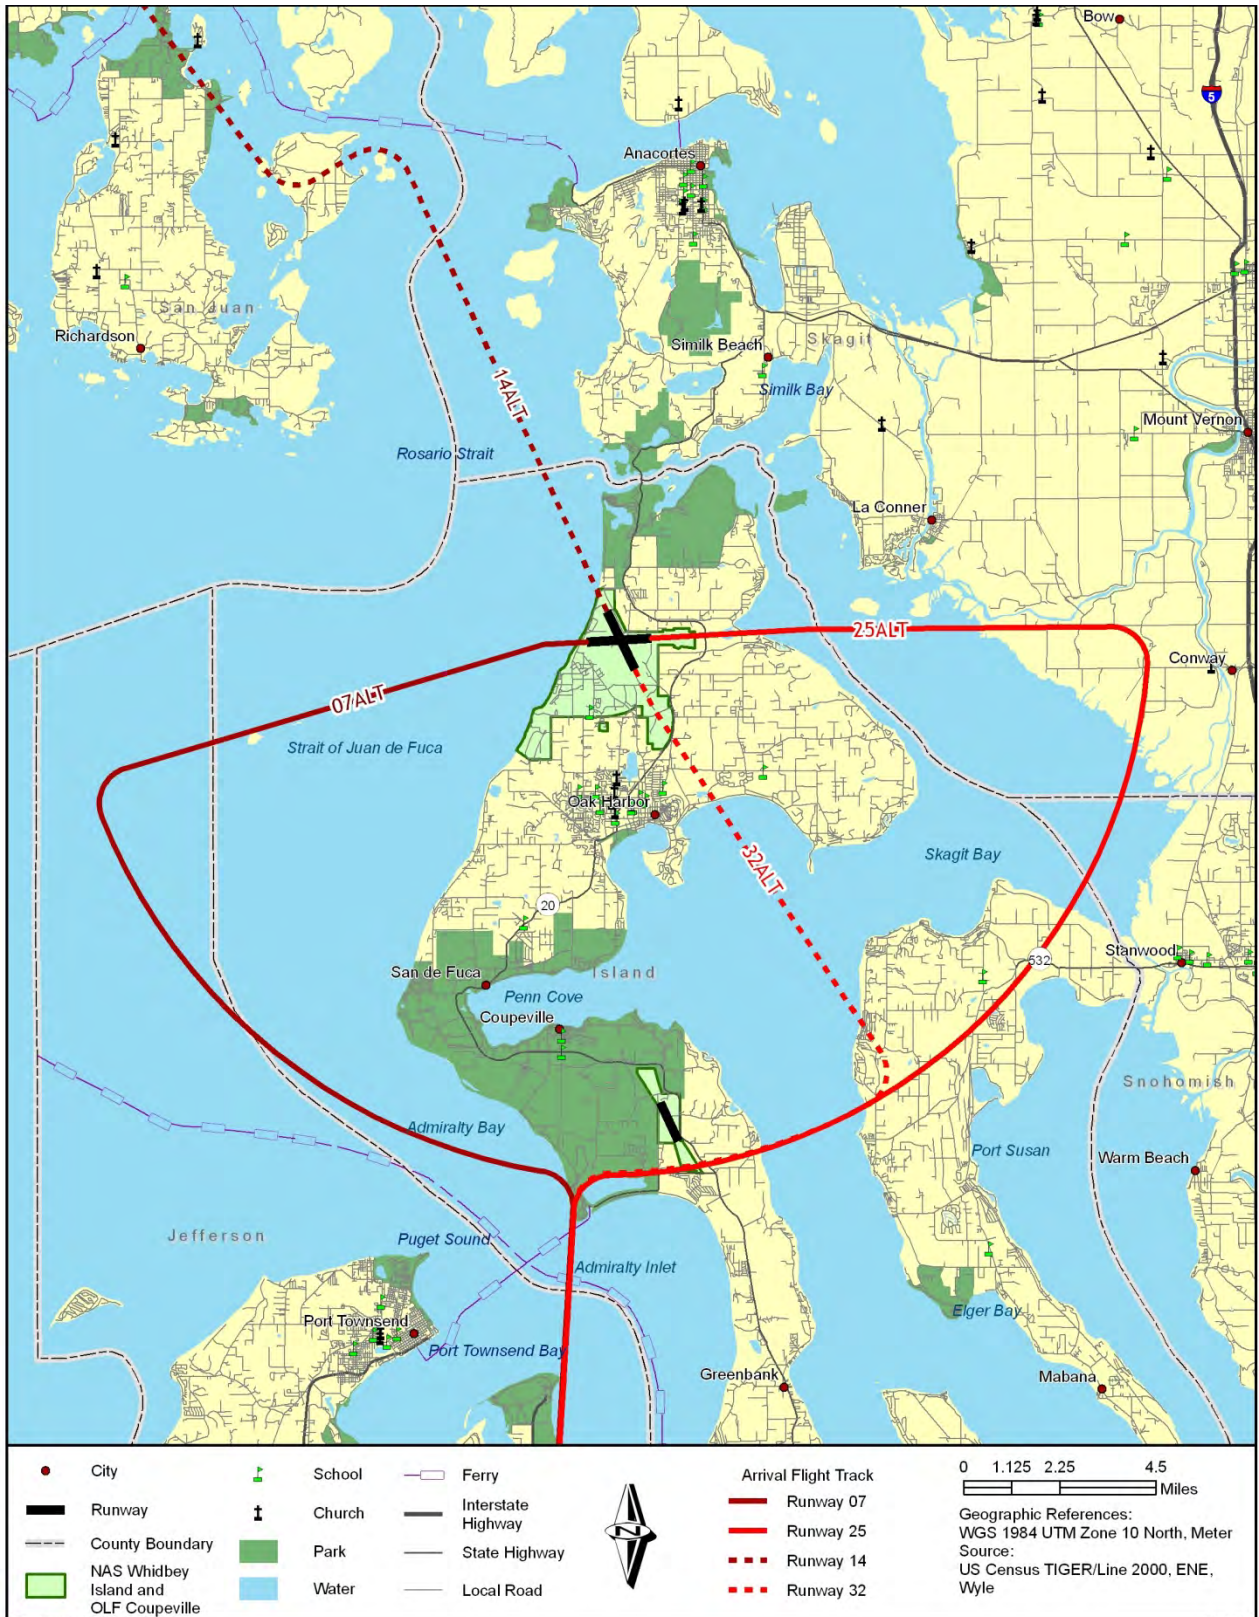 Bow
5
Anacortes
San Juan
Richardson
Similk Beach
Skagit
Similk Bay
14ALT
Mount Vernon
Rosario Strait
La Conner
25ALT
Conway
07ALT
Strait of Juan de Fuca
Oak Harbor
32ALT
Skagit Bay
20
Stanwood
532
San de Fuca
Island
Penn Cove
Coupeville
Snohomish
Admiralty Bay
Port Susan
Warm Beach
Jefferson
Puget Sound
Admiralty Inlet
Elger Bay
Port Townsend
Port Townsend Bay
Greenbank
Mabana
City
Runway
County Boundary
NAS Whidbey
Island and
OLF Coupeville
School
Church
Park
Water
Ferry
Interstate
Highway
State Highway
Local Road
N
Arrival Flight Track
Runway 07
Runway 25
Runway 14
Runway 32
0 1.125 2.25 4.5
Miles
Geographic References:
WGS 1984 UTM Zone 10 North, Meter
Source:
US Census TIGER/Line 2000, ENE,
Wyle